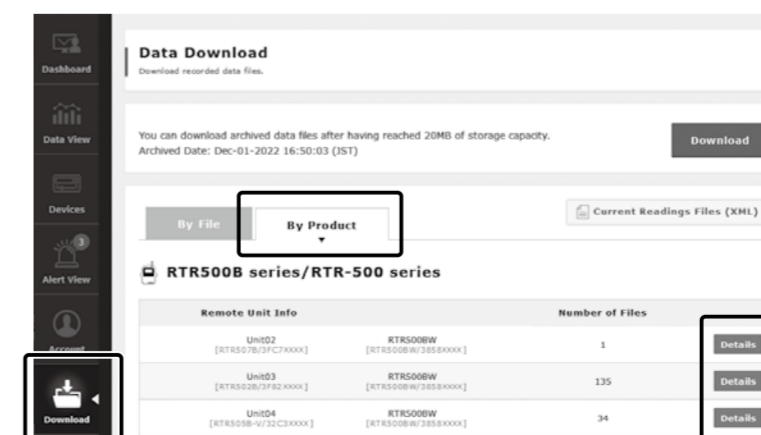 Dashboard
Data View
Devices
3
Alert View
Account
Download
Data Download
Download recorded data files.
You can download archived data files after having reached 20MB of storage capacity.
Archived Date: Dec-01-2022 16:50:03 (JST)
Download
By File
By Product
Current Readings Files (XML)
RTR500B series/RTR-500 series
Remote Unit Info Number of Files
Unit02 RTR500BW
[RTR507B/3FC7XXXX] [RTR500BW/3858XXXX] 1 Details
Unit03 RTR500BW
[RTR502B/3F82XXXX] [RTR500BW/3858XXXX] 135 Details
Unit04 RTR500BW
[RTR505B-V/32C3XXXX] [RTR500BW/3858XXXX] 34 Details